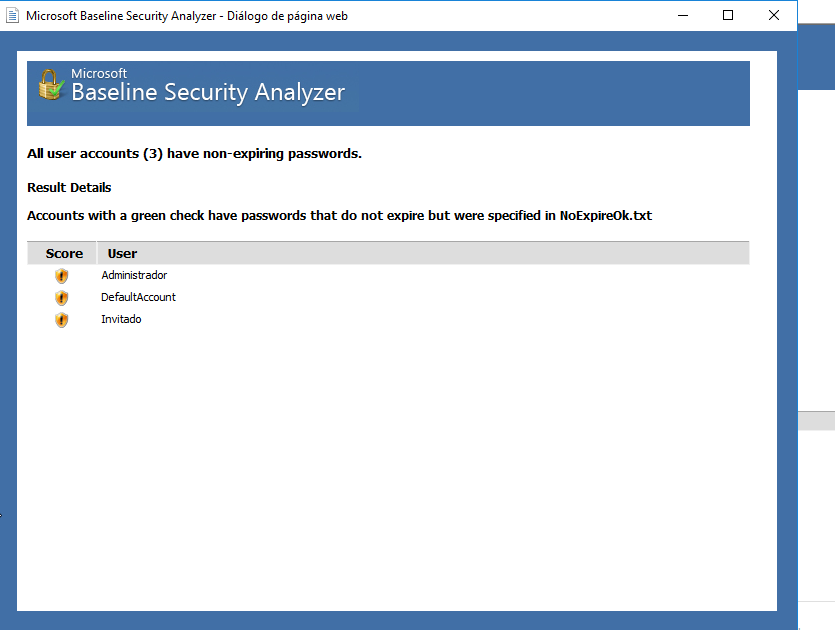 Microsoft Baseline Security Analyzer - Diálogo de página web
Microsoft
Baseline Security Analyzer
All user accounts (3) have non-expiring passwords.
Result Details
Accounts with a green check have passwords that do not expire but were specified in NoExpireOk.txt
Score User
Administrador
DefaultAccount
Invitado